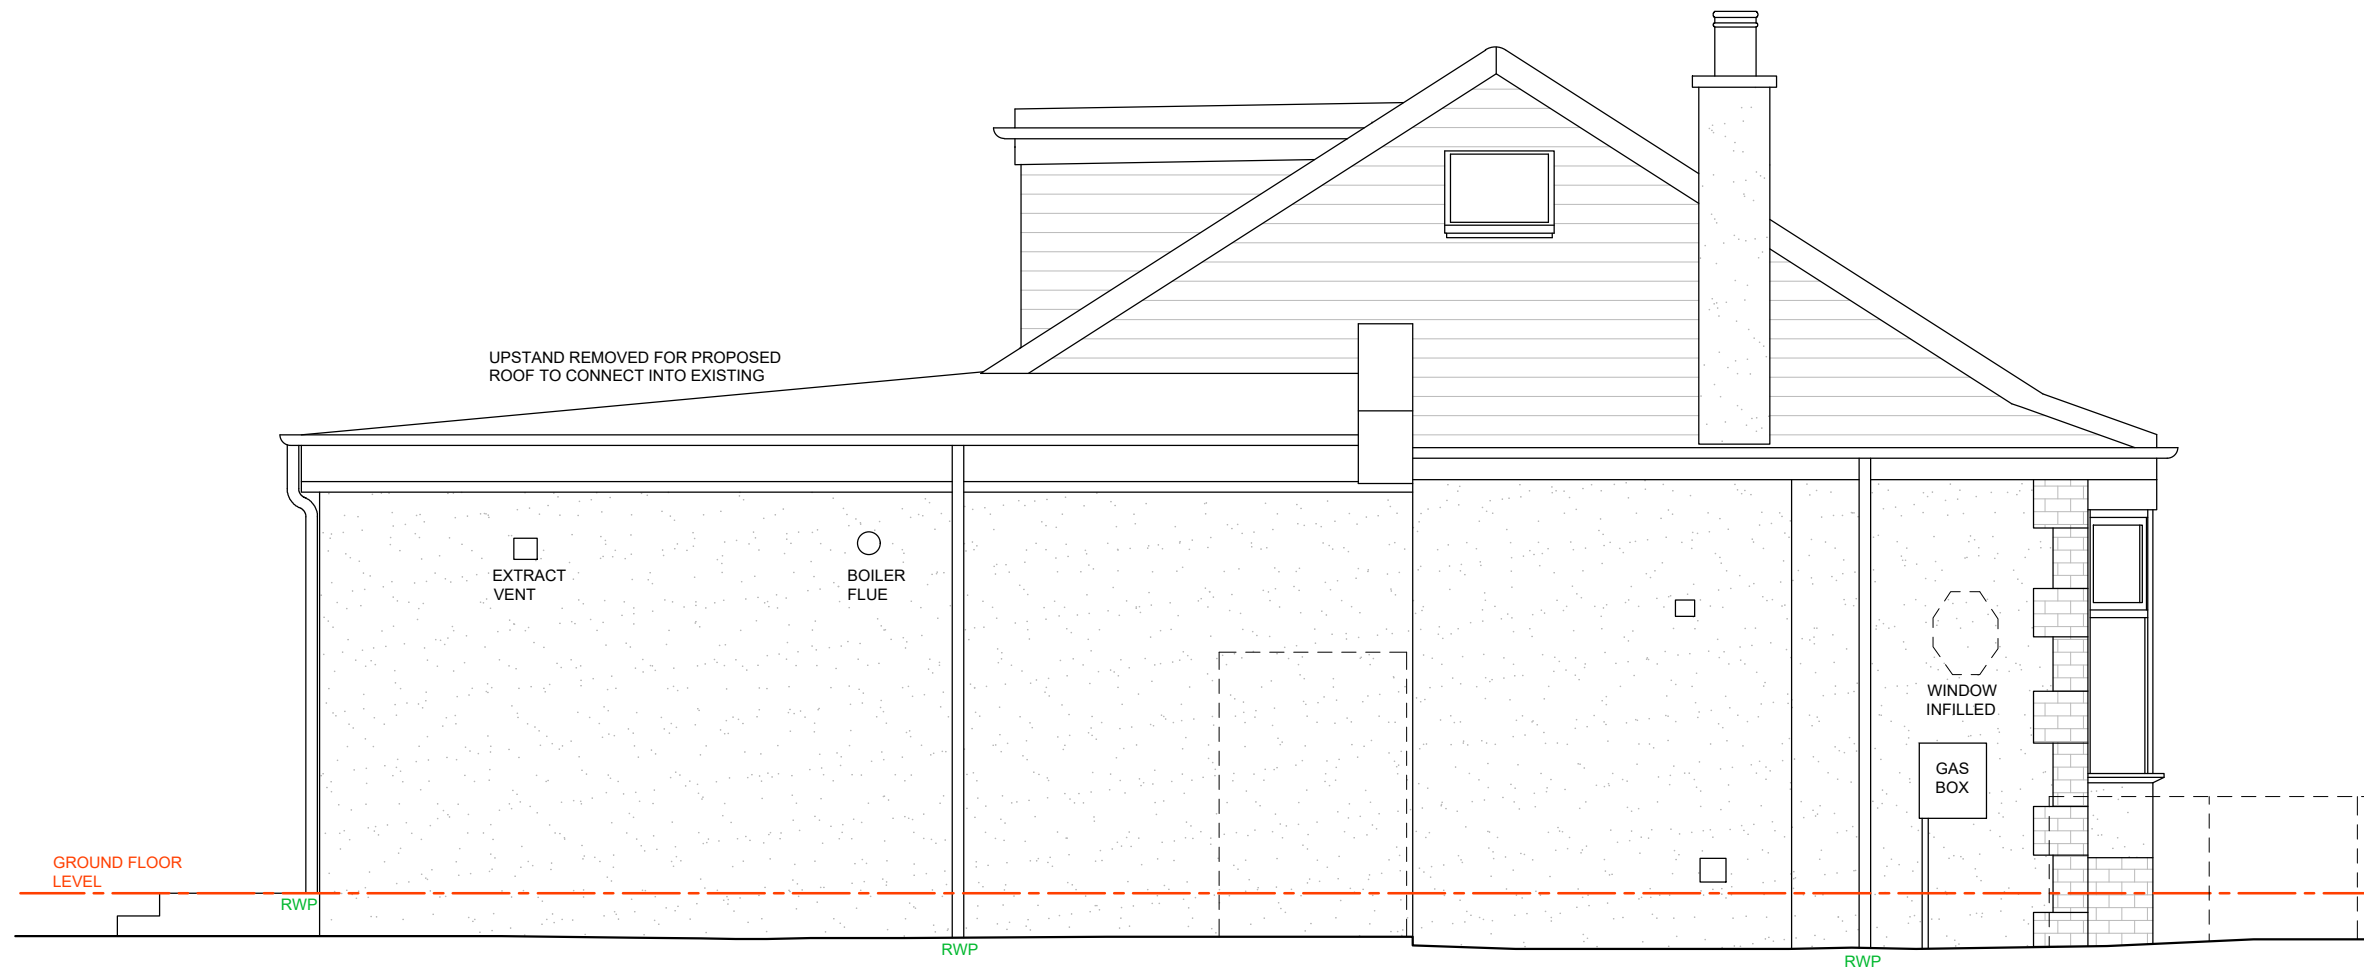 UPSTAND REMOVED FOR PROPOSED
ROOF TO CONNECT INTO EXISTING
EXTRACT
VENT
BOILER
FLUE
WINDOW
INFILLED
GAS
BOX
GROUND FLOOR
LEVEL
RWP
RWP
RWP